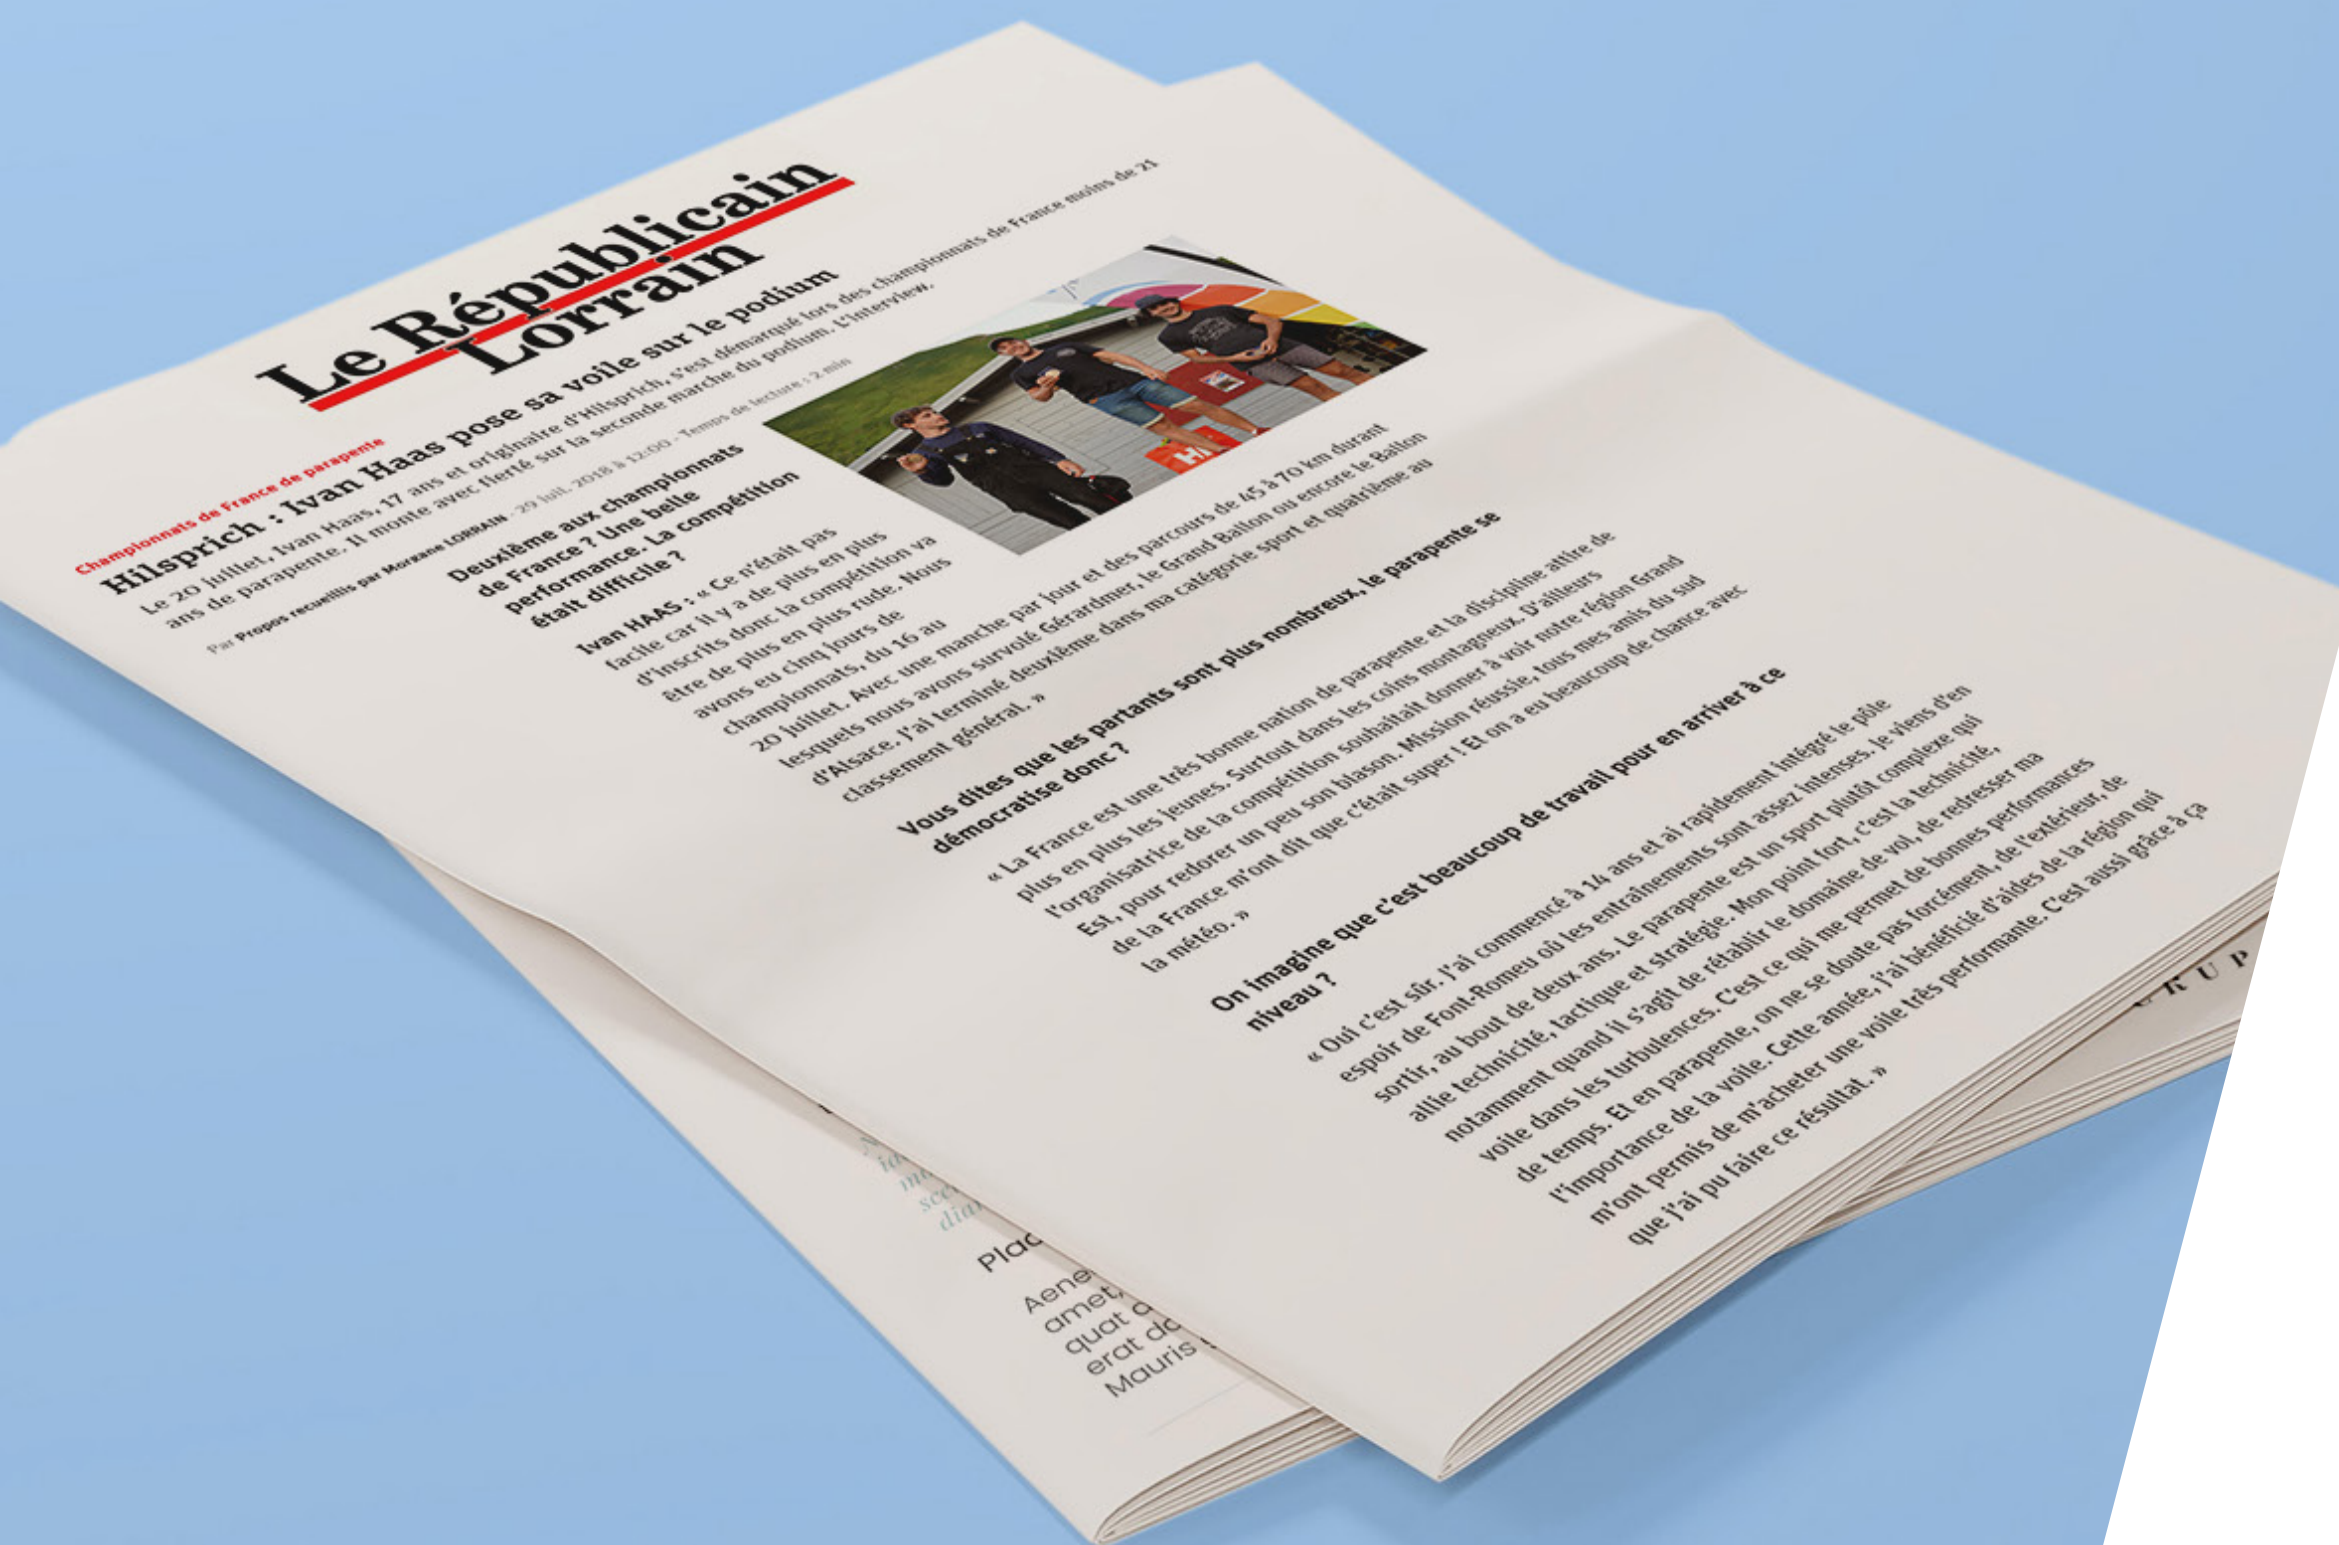 Le Républicain
Lorrain
Championnats de France de parapente
Hilsprich : Ivan Haas pose sa voile sur le podium
Le 20 juillet, Ivan Haas, 17 ans et originaire d'Hilsprich, s'est démarqué lors des championnats de France moins de 21
ans de parapente. Il monte avec fierté sur la seconde marche du podium. L'interview.
Par Propos recueillis par Morgane LORRAIN - 29 juil. 2018 à 12:00 - Temps de lecture : 2 min
Deuxième aux championnats
de France ? Une belle
performance. La compétition
était difficile ?
Ivan HAAS : « Ce n'était pas
facile car il y a de plus en plus
d'inscrits donc la compétition va
être de plus en plus rude. Nous
avons eu cinq jours de
championnats, du 16 au
20 juillet. Avec une manche par jour et des parcours de 45 à 70 km durant
lesquels nous avons survolé Gérardmer, le Grand Ballon ou encore le Ballon
d'Alsace. J'ai terminé deuxième dans ma catégorie sport et quatrième au
classement général. »
Vous dites que les partants sont plus nombreux, le parapente se
démocratise donc ?
« La France est une très bonne nation de parapente et la discipline attire de
plus en plus les jeunes. Surtout dans les coins montagneux. D'ailleurs
l'organisatrice de la compétition souhaitait donner à voir notre région Grand
Est, pour redorer un peu son blason. Mission réussie, tous mes amis du sud
de la France m'ont dit que c'était super ! Et on a eu beaucoup de chance avec
la météo. »
On imagine que c'est beaucoup de travail pour en arriver à ce
niveau ?
« Oui c'est sûr. J'ai commencé à 14 ans et ai rapidement intégré le pôle
espoir de Font-Romeu où les entraînements sont assez intenses. Je viens d'en
sortir, au bout de deux ans. Le parapente est un sport plutôt complexe qui
allie technicité, tactique et stratégie. Mon point fort, c'est la technicité,
notamment quand il s'agit de rétablir le domaine de vol, de redresser ma
voile dans les turbulences. C'est ce qui me permet de bonnes performances
de temps. Et en parapente, on ne se doute pas forcément, de l'extérieur, de
l'importance de la voile. Cette année, j'ai bénéficié d'aides de la région qui
m'ont permis de m'acheter une voile très performante. C'est aussi grâce à ça
que j'ai pu faire ce résultat. »
Plac
Aene
amet,
quat
erat
Mauris